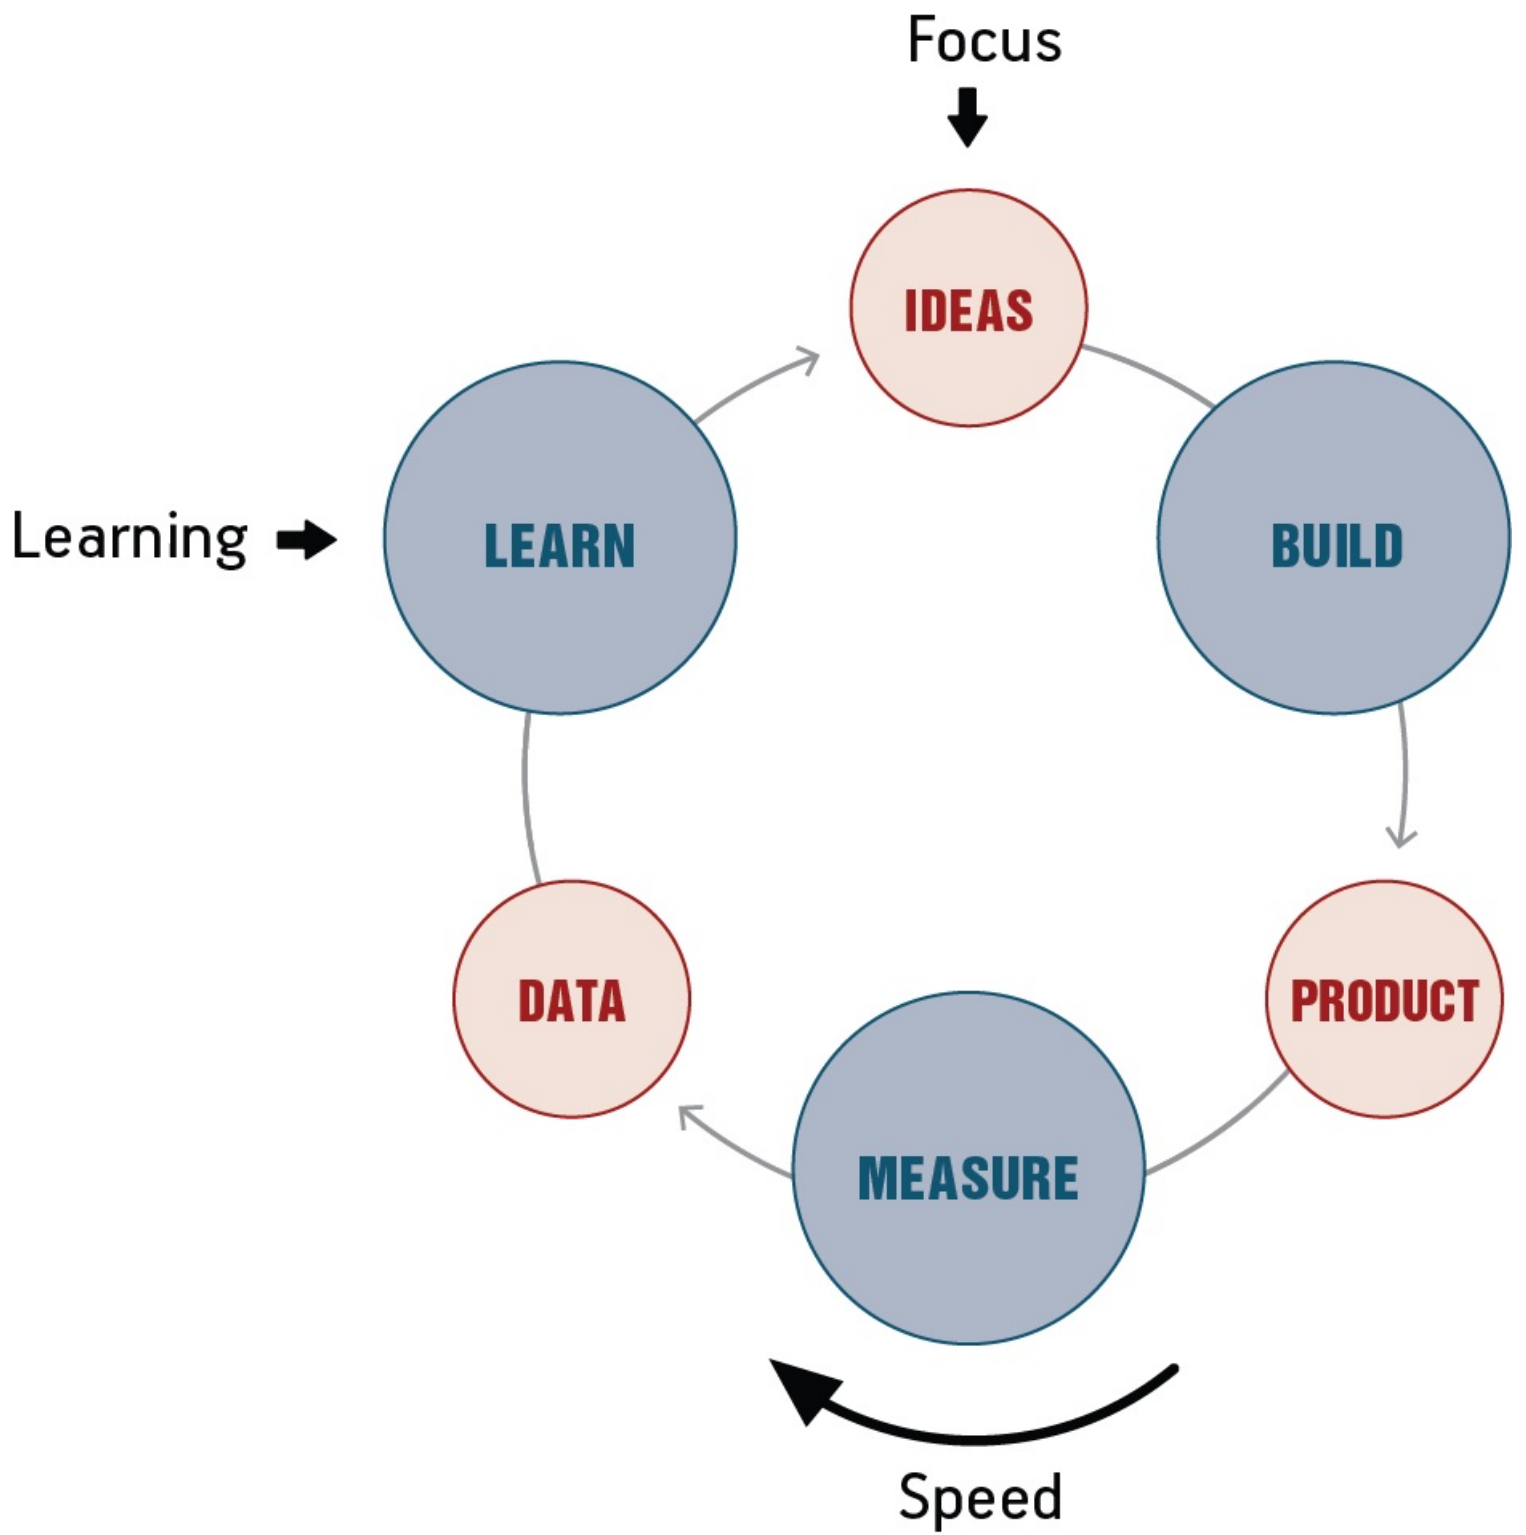 Focus
IDEAS
LEARN
BUILD
Learning
DATA
PRODUCT
MEASURE
Speed